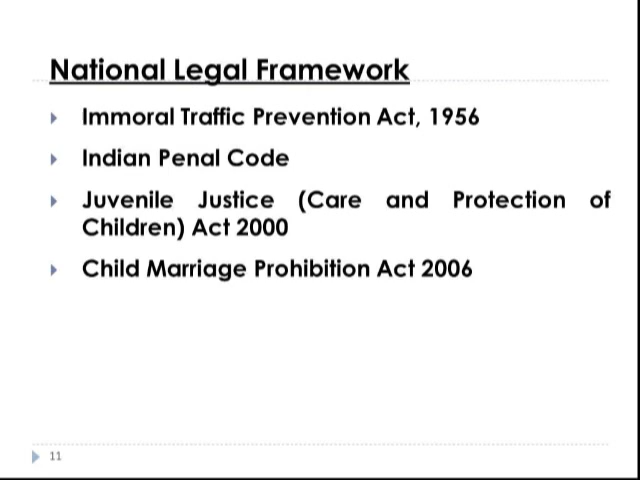 National Legal Framework
Immoral Traffic Prevention Act, 1956
Indian Penal Code
Juvenile Justice (Care and Protection of
Children) Act 2000
Child Marriage Prohibition Act 2006
11